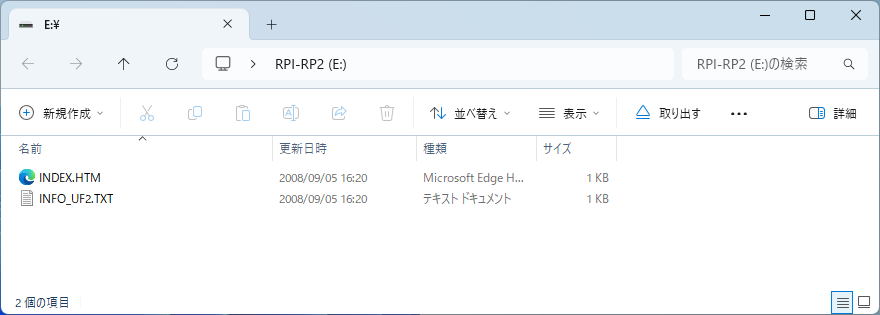 E:¥
RPI-RP2 (E:)
RPI-RP2 (E:)の検索
新規作成
並べ替え
表示
取り出す
詳細
名前 更新日時 種類 サイズ
INDEX.HTM 2008/09/05 16:20 Microsoft Edge H... 1 KB
INFO_UF2.TXT 2008/09/05 16:20 テキスト ドキュメント 1 KB
2 個の項目